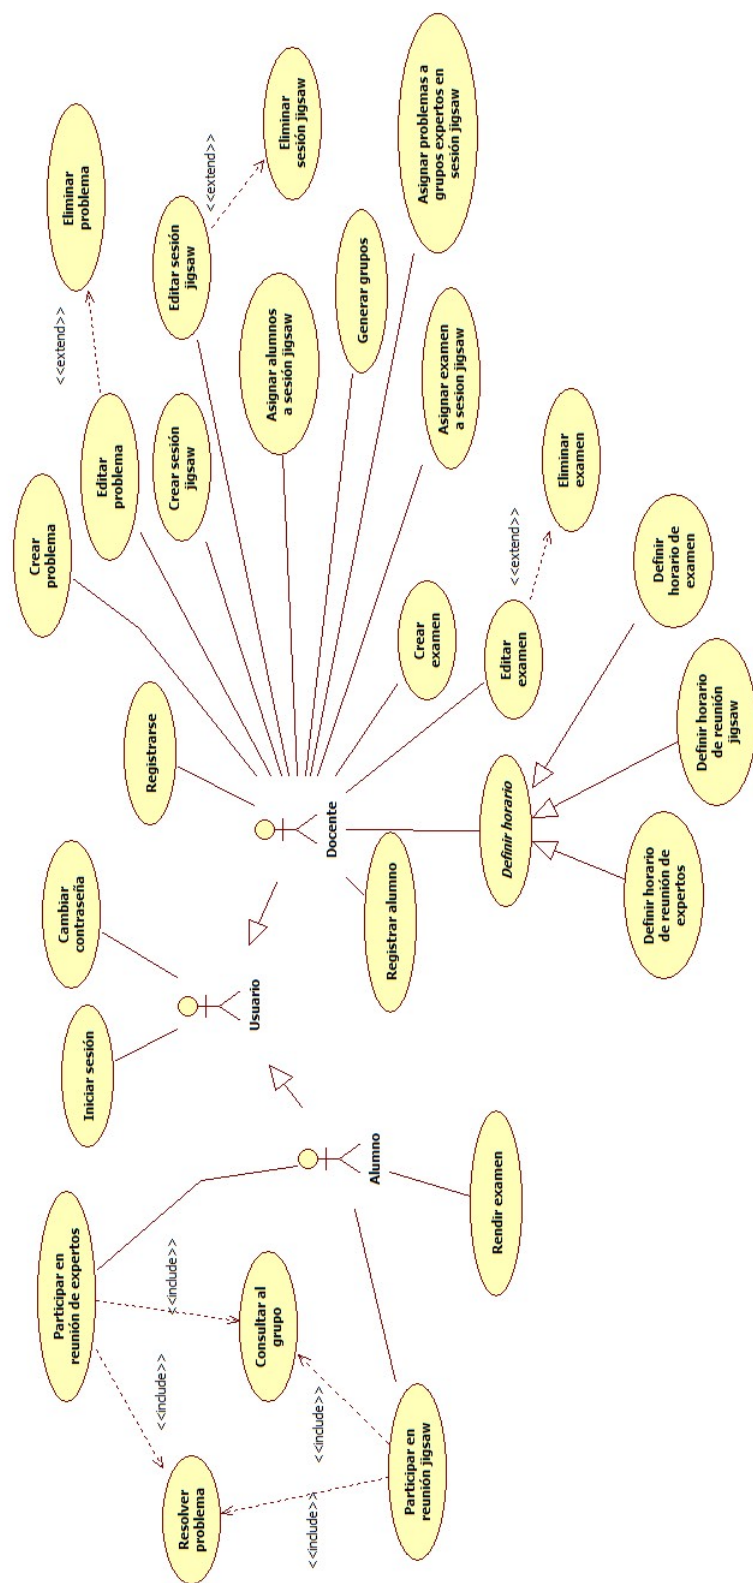 Crear
problema
Participar en
reunión de expertos
Iniciar sesión
Cambiar
contraseña
<<extend>>
Eliminar
problema
Editar
problema
Registrarse
Crear sesión
jigsaw
Editar sesión
jigsaw
<<extend>>
Eliminar
sesión jigsaw
<<include>>
<<include>>
Resolver
problema
Consultar al
grupo
Usuario
Asignar alumnos
a sesión jigsaw
<<include>>
<<include>>
Docente
Generar grupos
Alumno
Registrar alumno
Participar en
reunión jigsaw
Crear
examen
Asignar examen
a sesion jigsaw
Asignar problemas a
grupos expertos en
sesión jigsaw
Rendir examen
Definir horario
Editar
examen
<<extend>>
Eliminar
examen
Definir horario
de reunión de
expertos
Definir horario
de reunión
jigsaw
Definir
horario de
examen